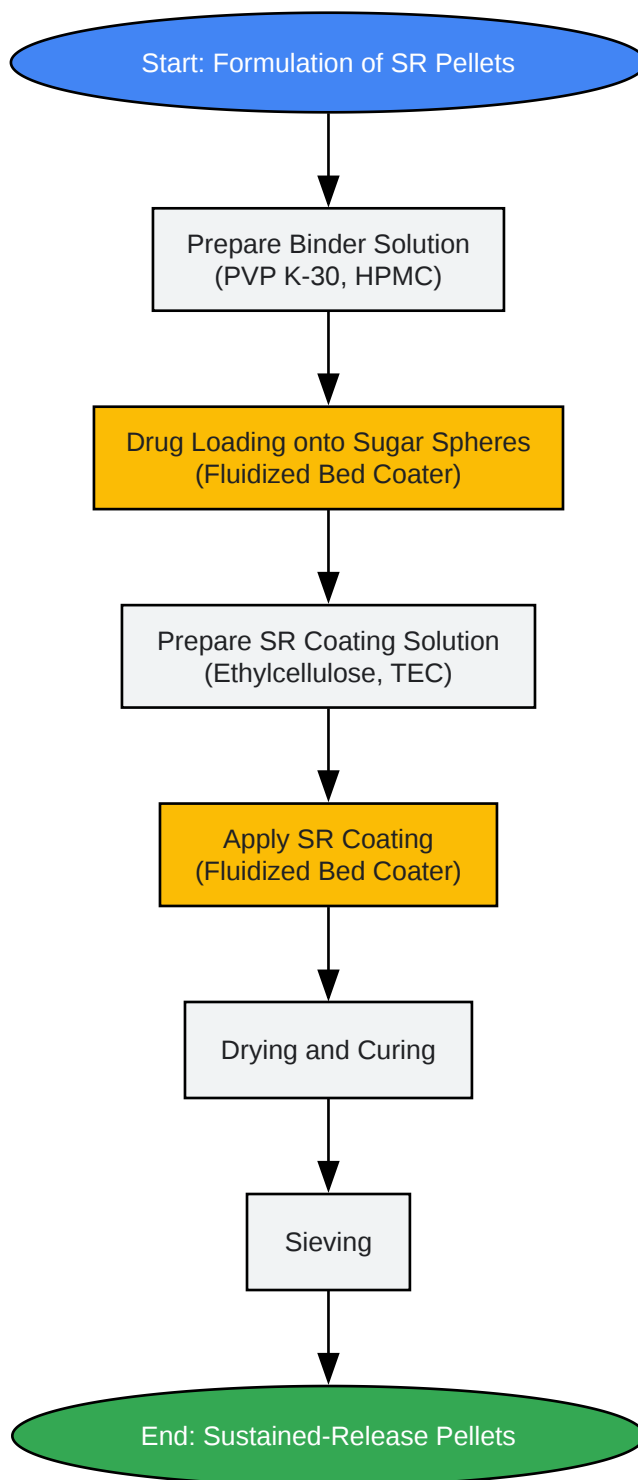 Start: Formulation of SR Pellets
Prepare Binder Solution
(PVP K-30, HPMC)
Drug Loading onto Sugar Spheres
(Fluidized Bed Coater)
Prepare SR Coating Solution
(Ethylcellulose, TEC)
Apply SR Coating
(Fluidized Bed Coater)
Drying and Curing
Sieving
End: Sustained-Release Pellets